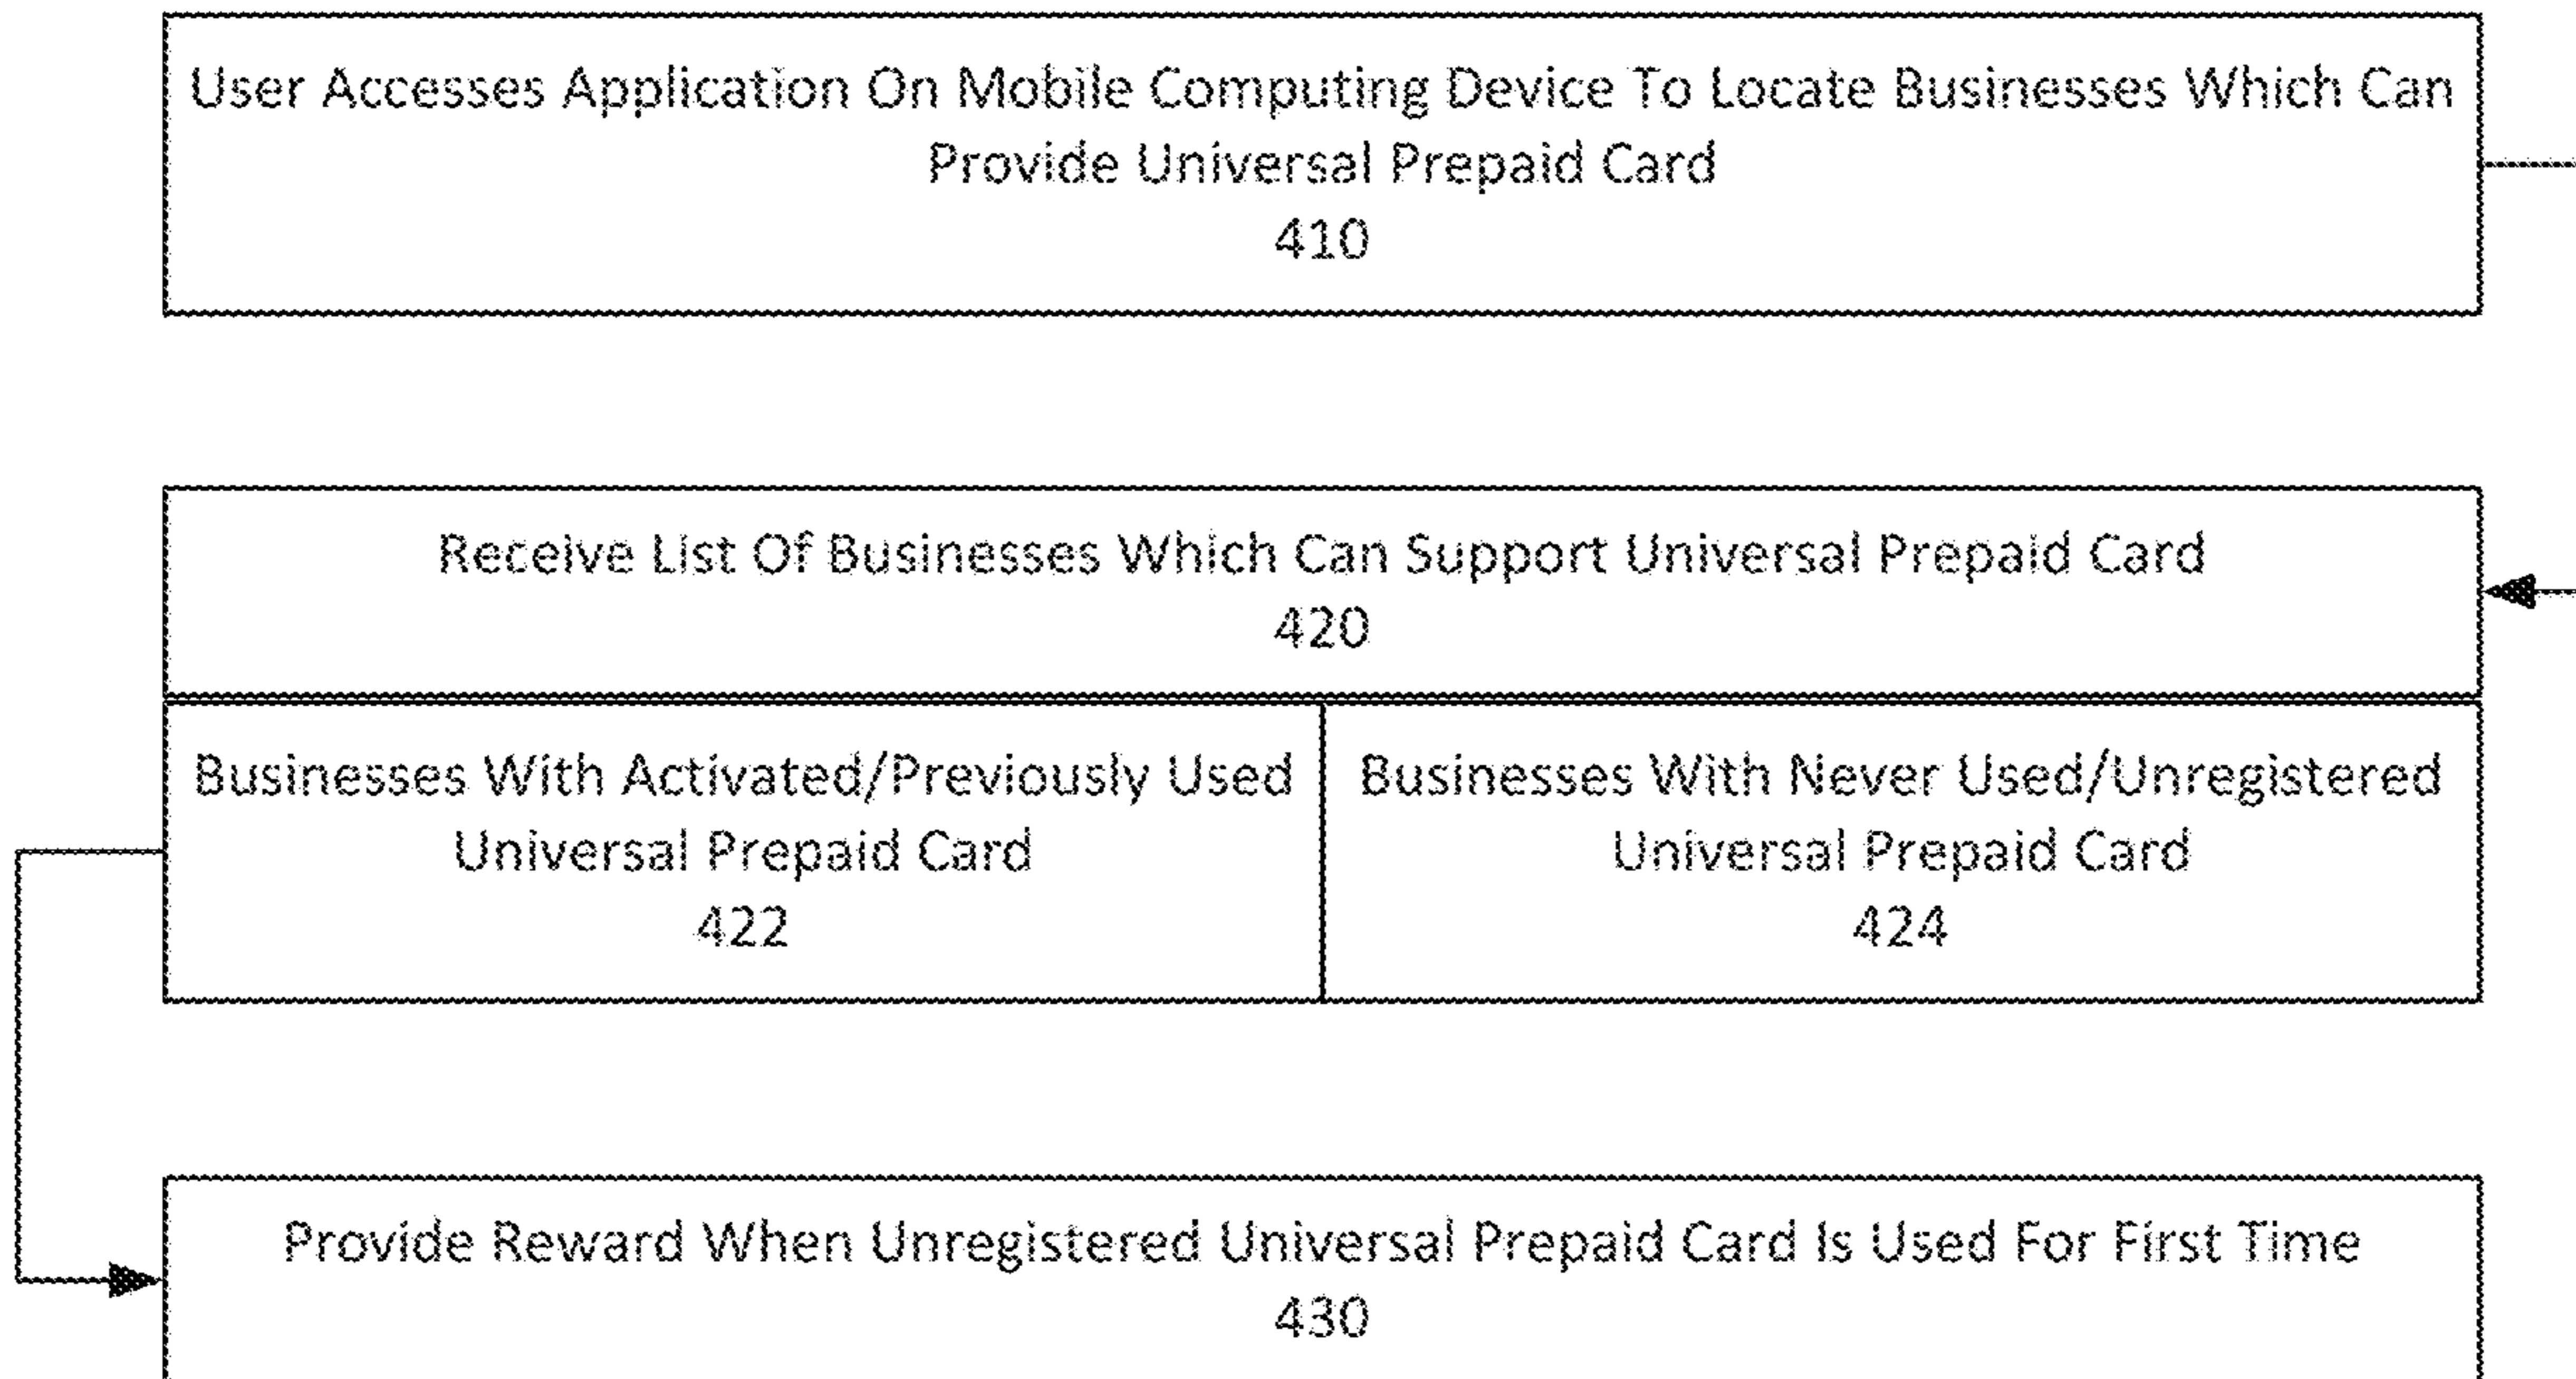 User Accesses Application On Mobile Computing Device To Locate Businesses Which Can
Provide Universal Prepaid Card
410
Receive List Of Businesses Which Can Support Universal Prepaid Card
420
Businesses With Activated/Previously Used
Universal Prepaid Card
422
Businesses With Never Used/Unregistered
Universal Prepaid Card
424
Provide Reward When Unregistered Universal Prepaid Card Is Used For First Time
430